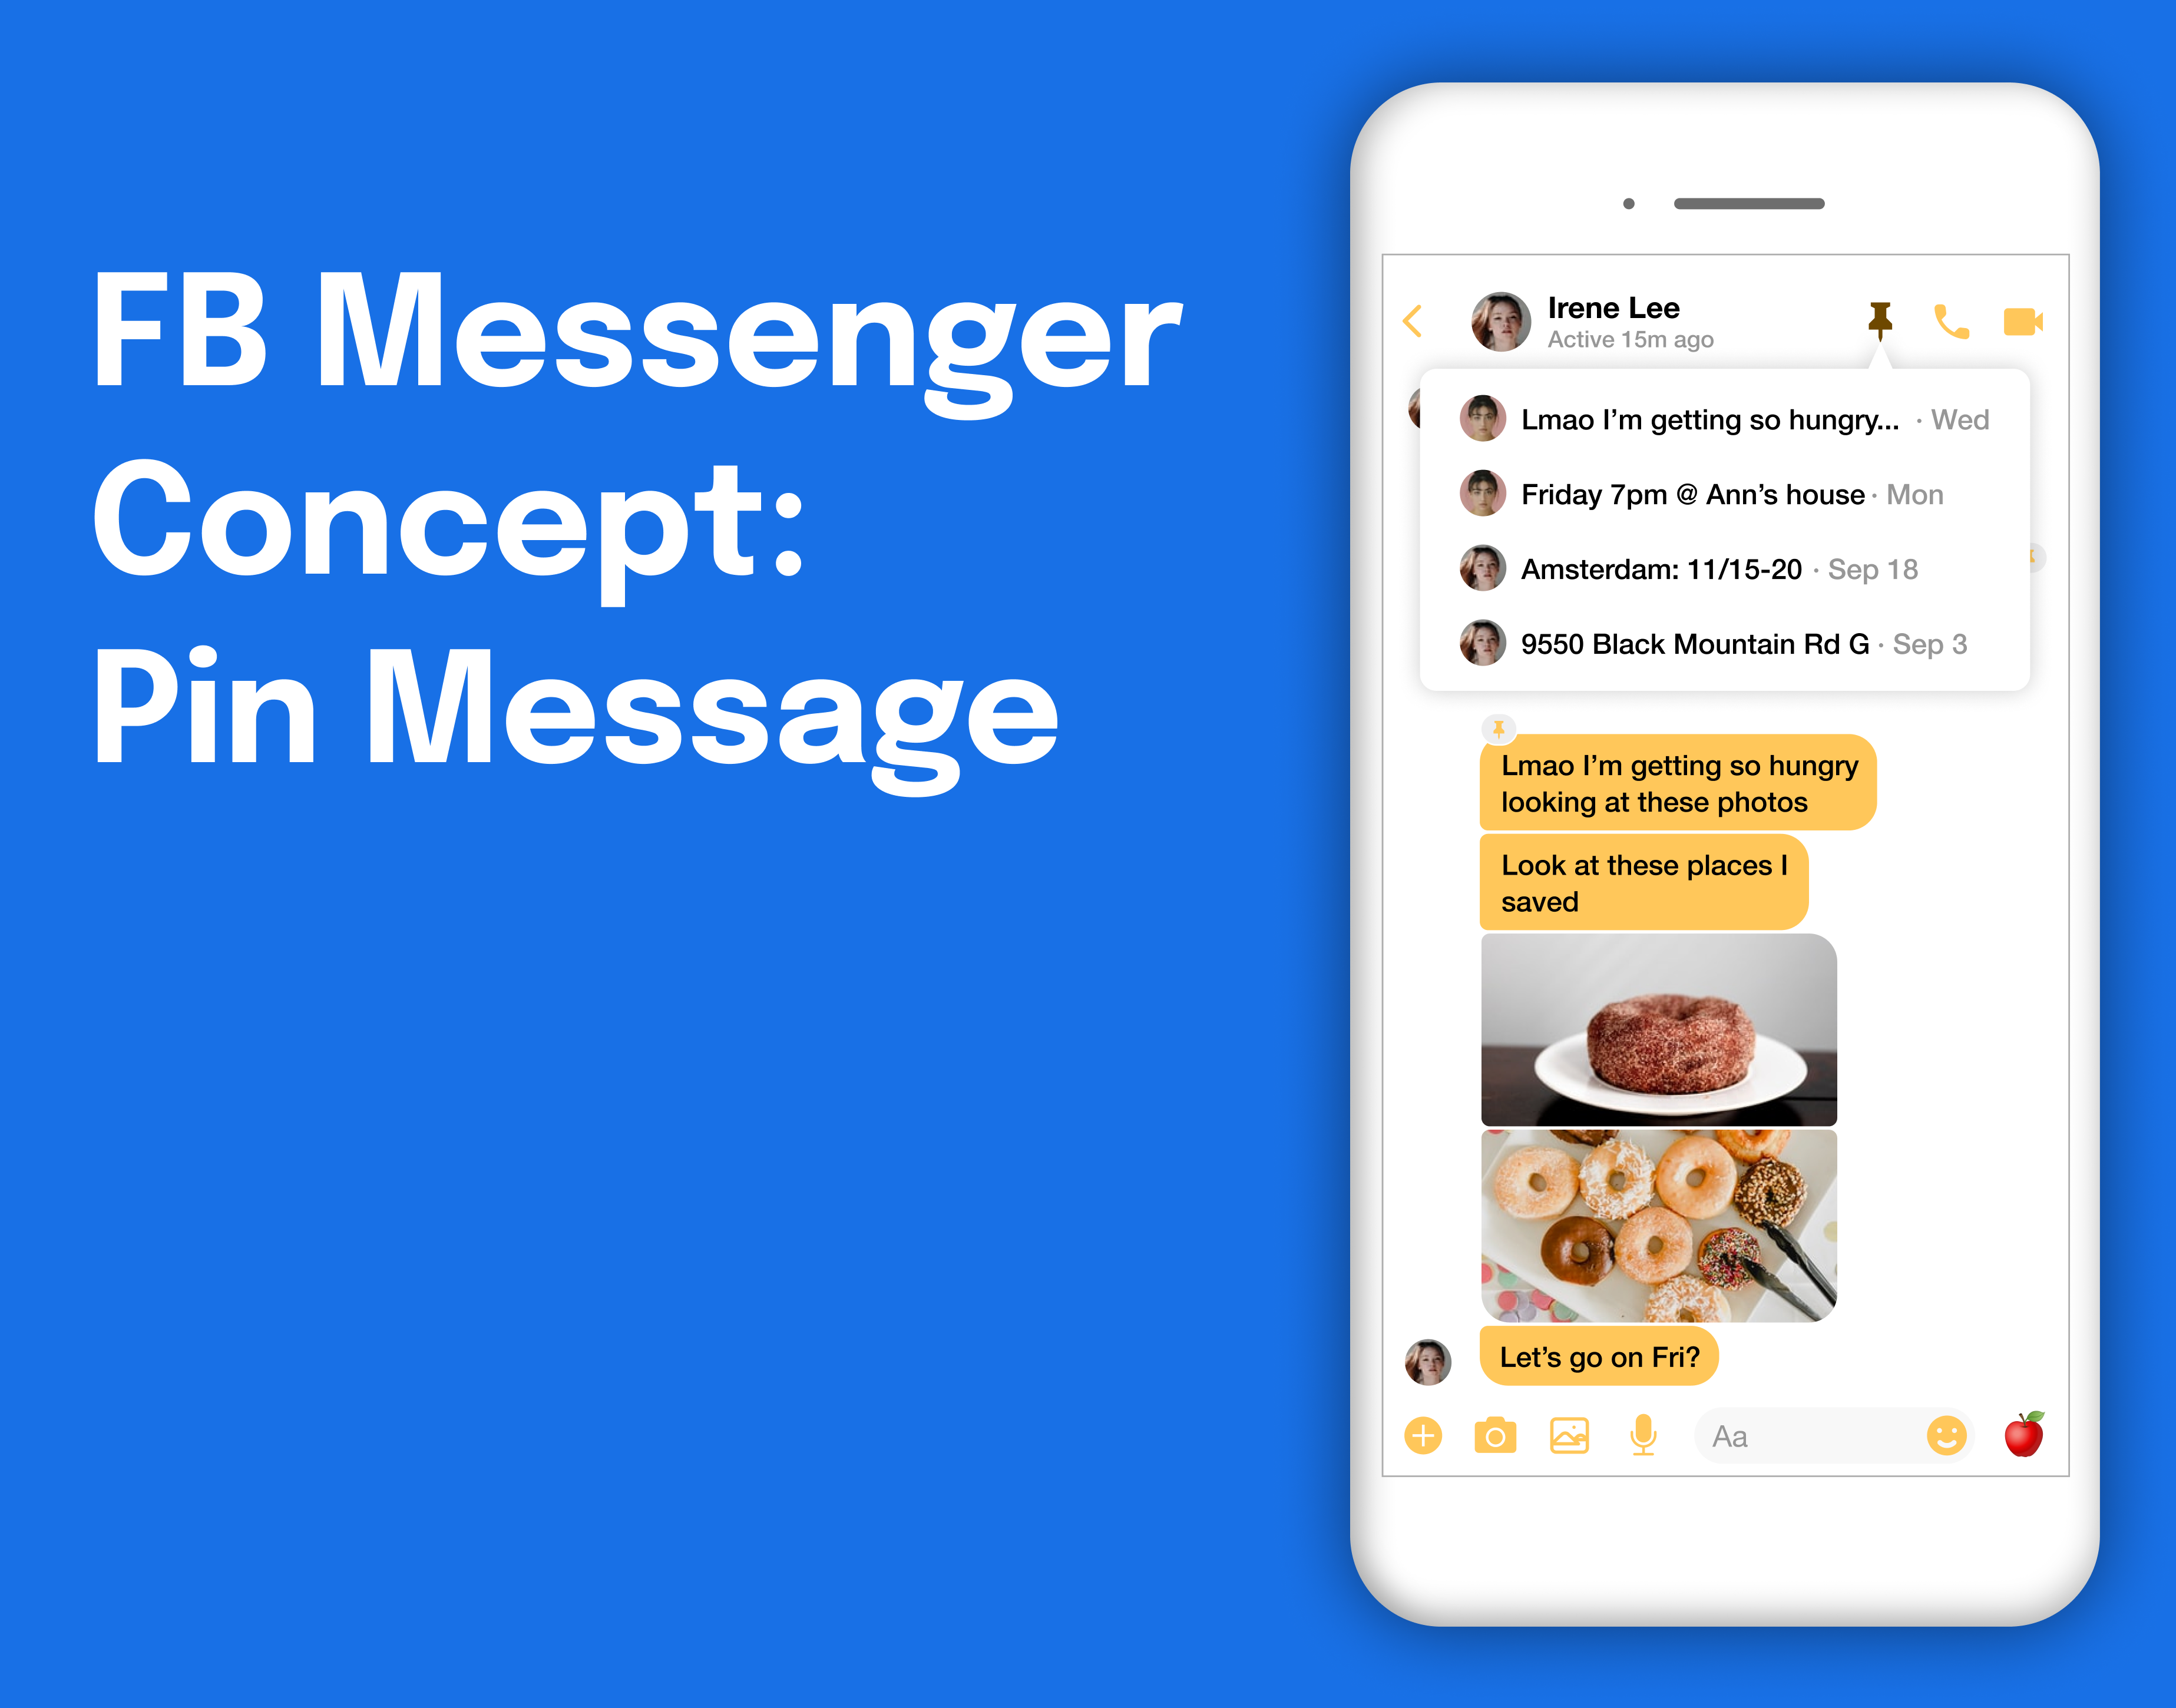 FB Messenger
Concept:
Pin Message
Irene Lee
Active 15m ago
Lmao I’m getting so hungry... · Wed
Friday 7pm @ Ann’s house · Mon
Amsterdam: 11/15-20 · Sep 18
9550 Black Mountain Rd G · Sep 3
Lmao I’m getting so hungry
looking at these photos
Look at these places I
saved
Let’s go on Fri?
Aa